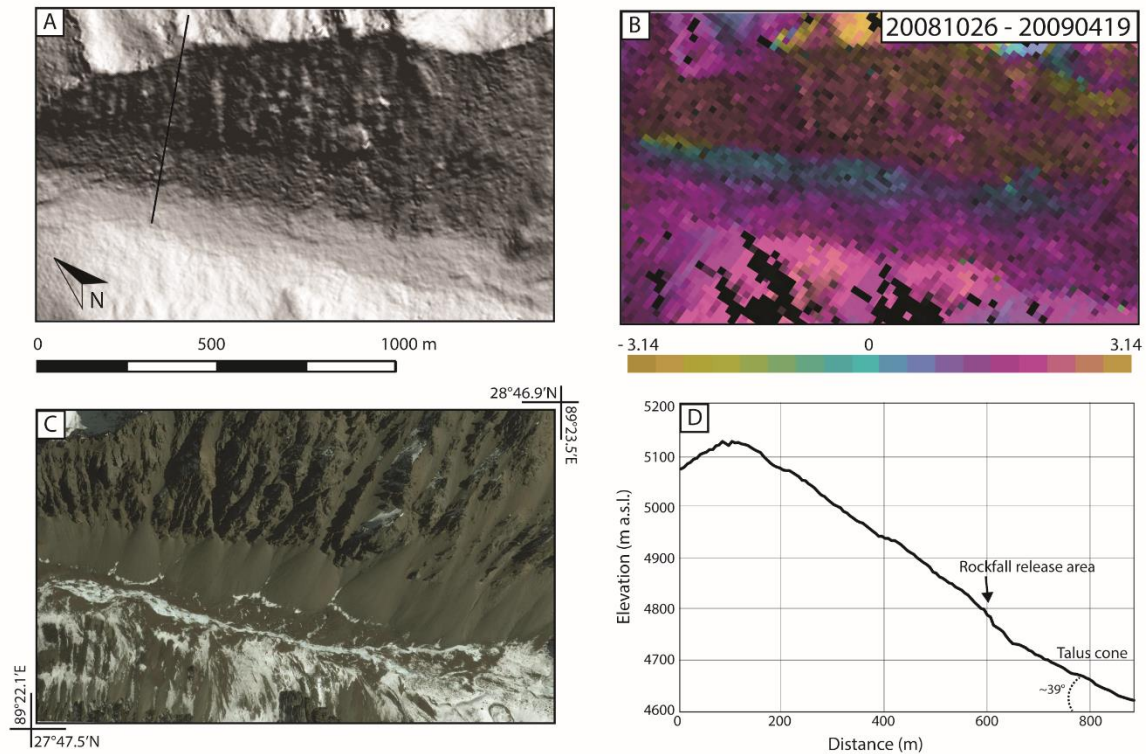 A
N
0 500 1000 m
B
20081026 - 20090419
- 3.14 0 3.14
C
28°46.9'N
89°23.5'E
89°22.1'E
27°47.5'N
D
5200
5100
5000
4900
4800
4700
4600
Elevation (m a.s.l.)
Rockfall release area
Talus cone
~39°
0 200 400 600 800
Distance (m)